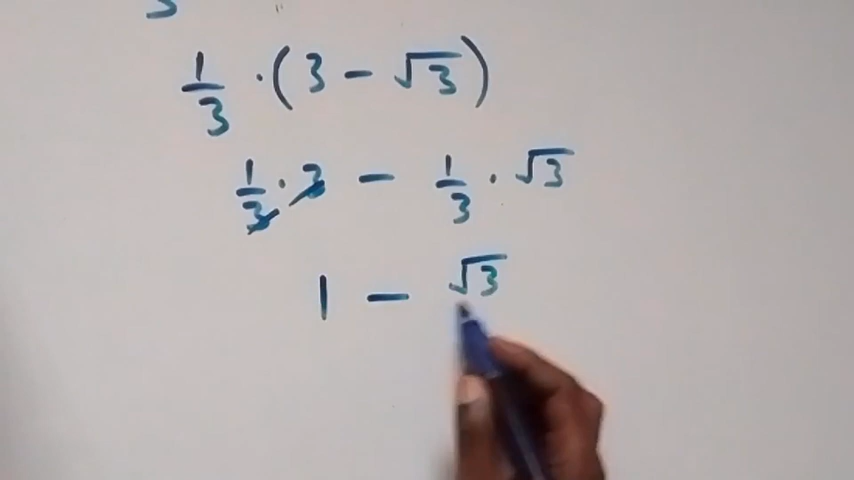 1/3 · (3 − √3)
1/3 · 3 − 1/3 · √3
1 − √3